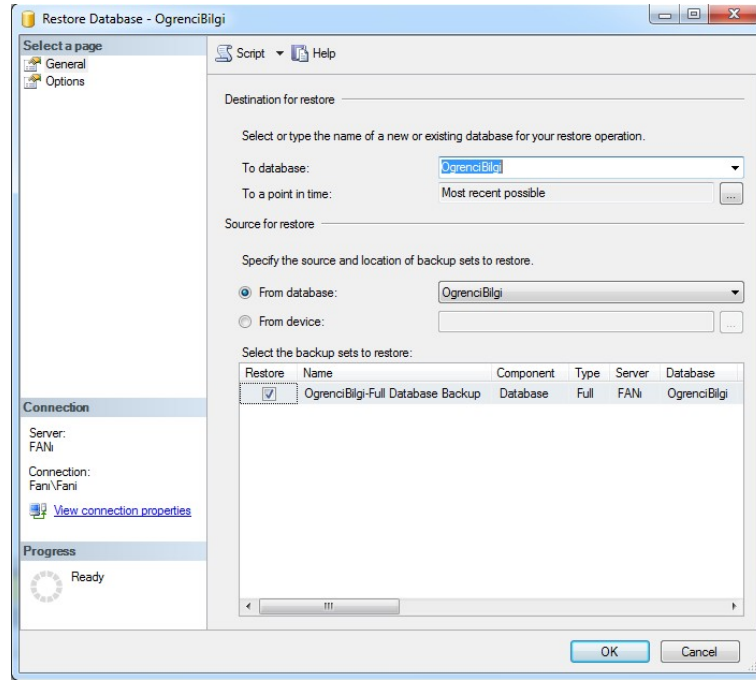 Restore Database - OgrenciBilgi
Select a page
General
Options
Script
Help
Destination for restore
Select or type the name of a new or existing database for your restore operation.
To database:
OgrenciBilgi
To a point in time:
Most recent possible
...
Source for restore
Specify the source and location of backup sets to restore.
From database:
OgrenciBilgi
From device:
...
Select the backup sets to restore:
Restore Name Component Type Server Database
OgrenciBilgi-Full Database Backup Database Full FANı OgrenciBilgi
Connection
Server:
FANı
Connection:
Fanı\Fani
View connection properties
Progress
Ready
OK
Cancel